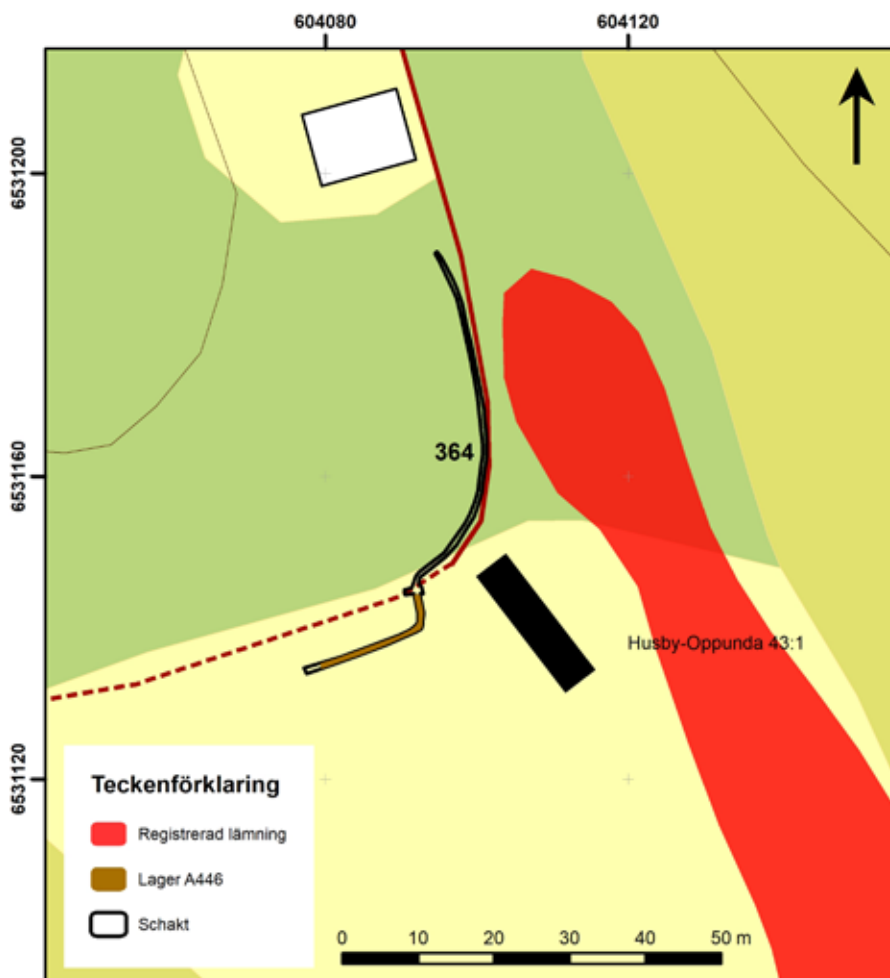 604080 604120
6531200
6531160
6531120
364
Husby-Oppunda 43:1
Teckenförklaring
Registrerad lämning
Lager A446
Schakt
0 10 20 30 40 50 m